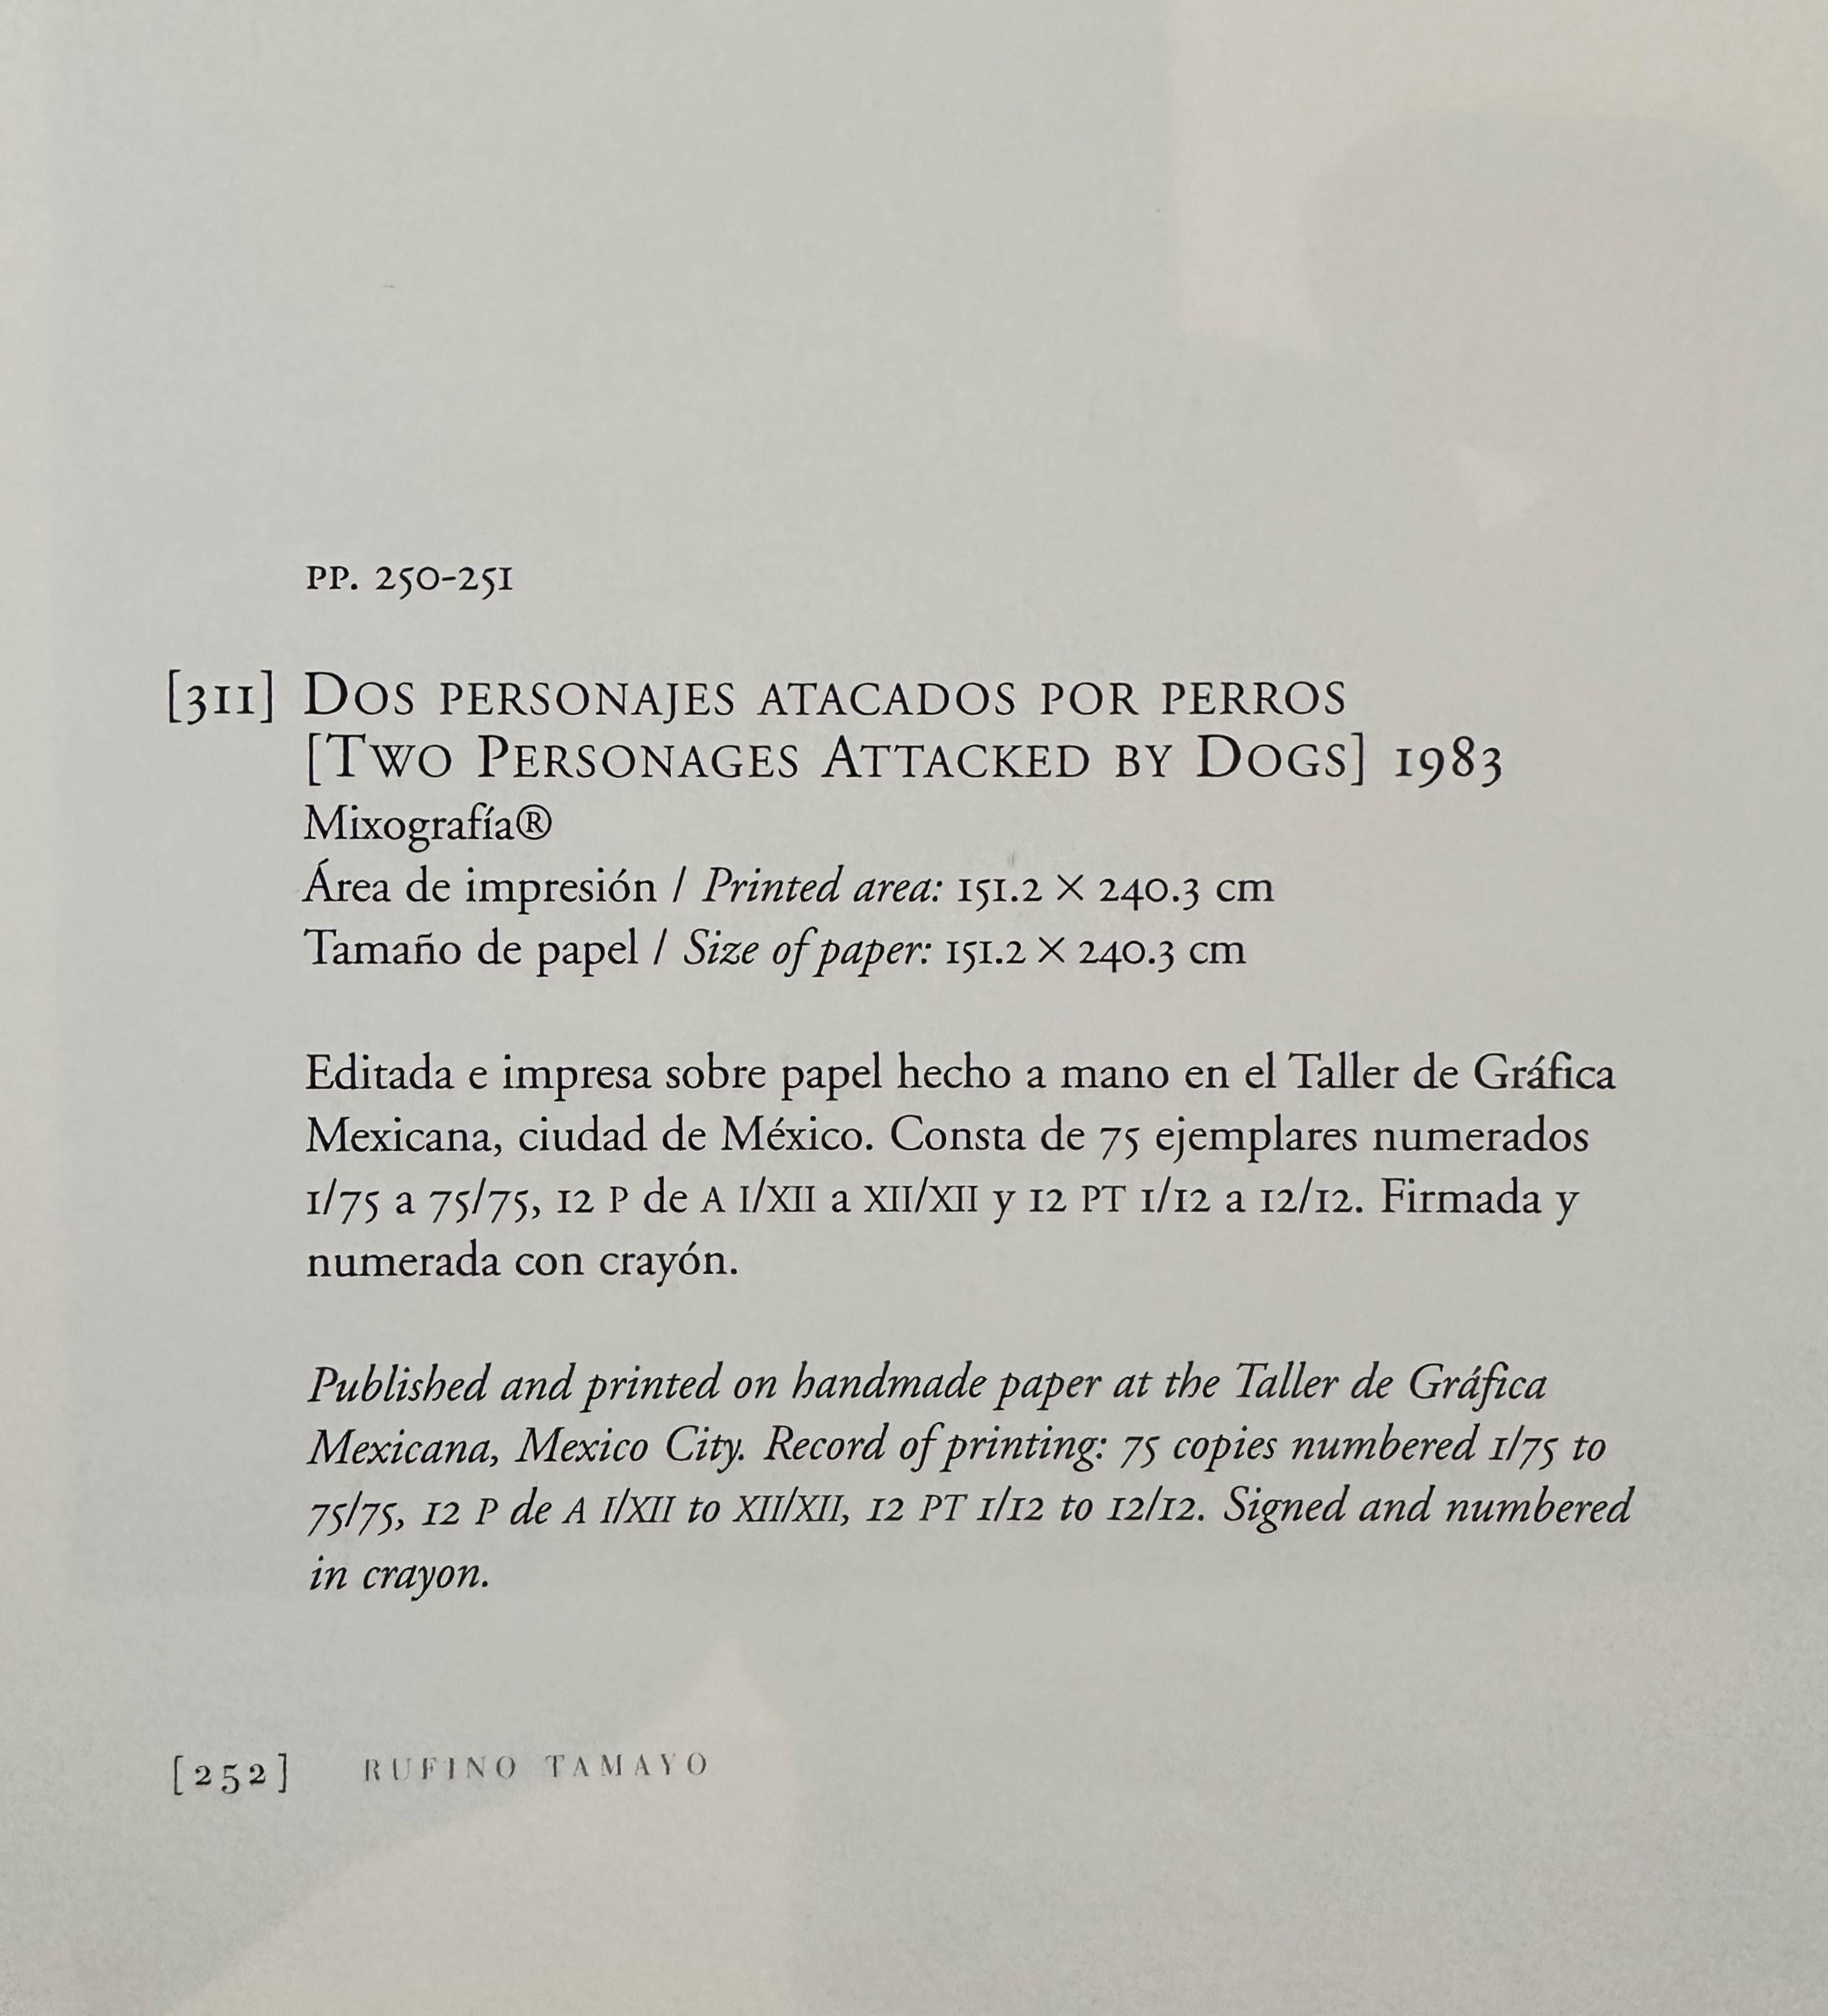 PP. 250-251
[311] DOS PERSONAJES ATACADOS POR PERROS
[TWO PERSONAGES ATTACKED BY DOGS] 1983
Mixografía®
Área de impresión / Printed area: 151.2 × 240.3 cm
Tamaño de papel / Size of paper: 151.2 × 240.3 cm
Editada e impresa sobre papel hecho a mano en el Taller de Gráfica
Mexicana, ciudad de México. Consta de 75 ejemplares numerados
1/75 a 75/75, 12 P de A I/XII a XII/XII y 12 PT 1/12 a 12/12. Firmada y
numerada con crayón.
Published and printed on handmade paper at the Taller de Gráfica
Mexicana, Mexico City. Record of printing: 75 copies numbered 1/75 to
75/75, 12 P de A I/XII to XII/XII, 12 PT 1/12 to 12/12. Signed and numbered
in crayon.
[252] RUFINO TAMAYO